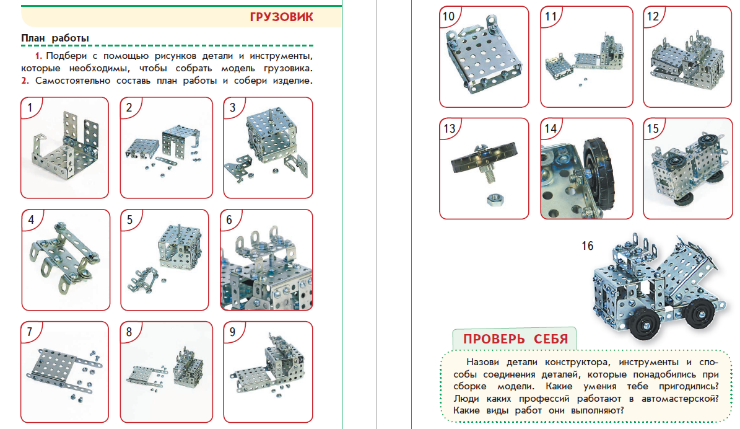 ГРУЗОВИК
План работы
1. Подбери с помощью рисунков детали и инструменты,
которые необходимы, чтобы собрать модель грузовика.
2. Самостоятельно составь план работы и собери изделие.
1
2
3
4
5
6
7
8
9
10
11
12
13
14
15
16
ПРОВЕРЬ СЕБЯ
Назови детали конструктора, инструменты и спо-
собы соединения деталей, которые понадобились при
сборке модели. Какие умения тебе пригодились?
Люди каких профессий работают в автомастерской?
Какие виды работ они выполняют?